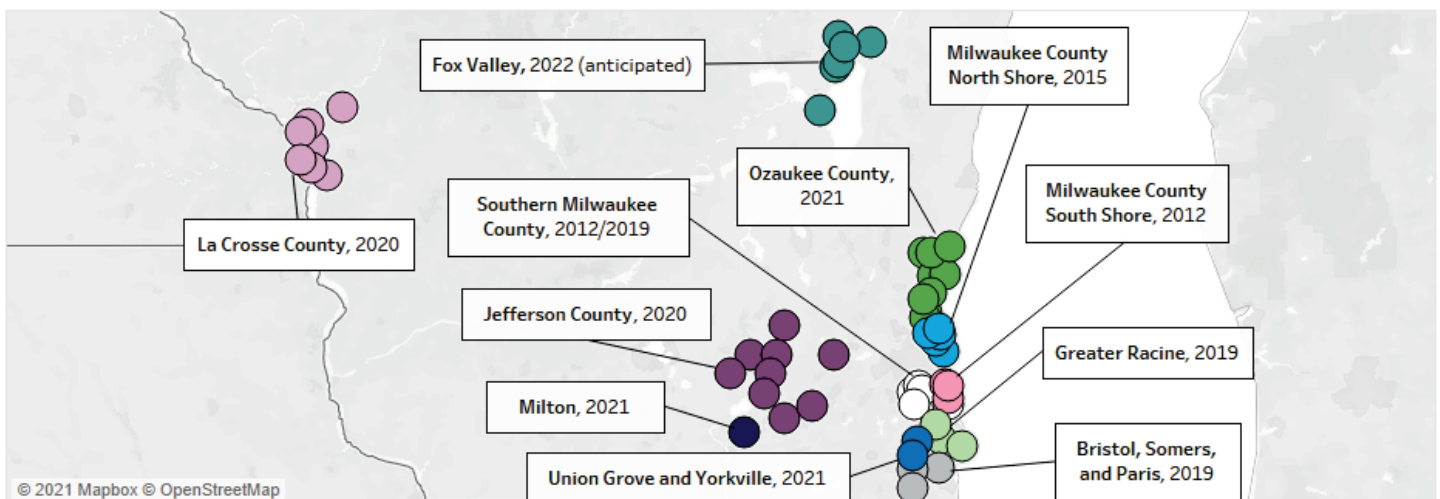 Fox Valley, 2022 (anticipated)
Milwaukee County
North Shore, 2015
Ozaukee County,
2021
Milwaukee County
South Shore, 2012
Southern Milwaukee
County, 2012/2019
La Crosse County, 2020
Jefferson County, 2020
Greater Racine, 2019
Milton, 2021
Bristol, Somers,
and Paris, 2019
Union Grove and Yorkville, 2021
© 2021 Mapbox © OpenStreetMap